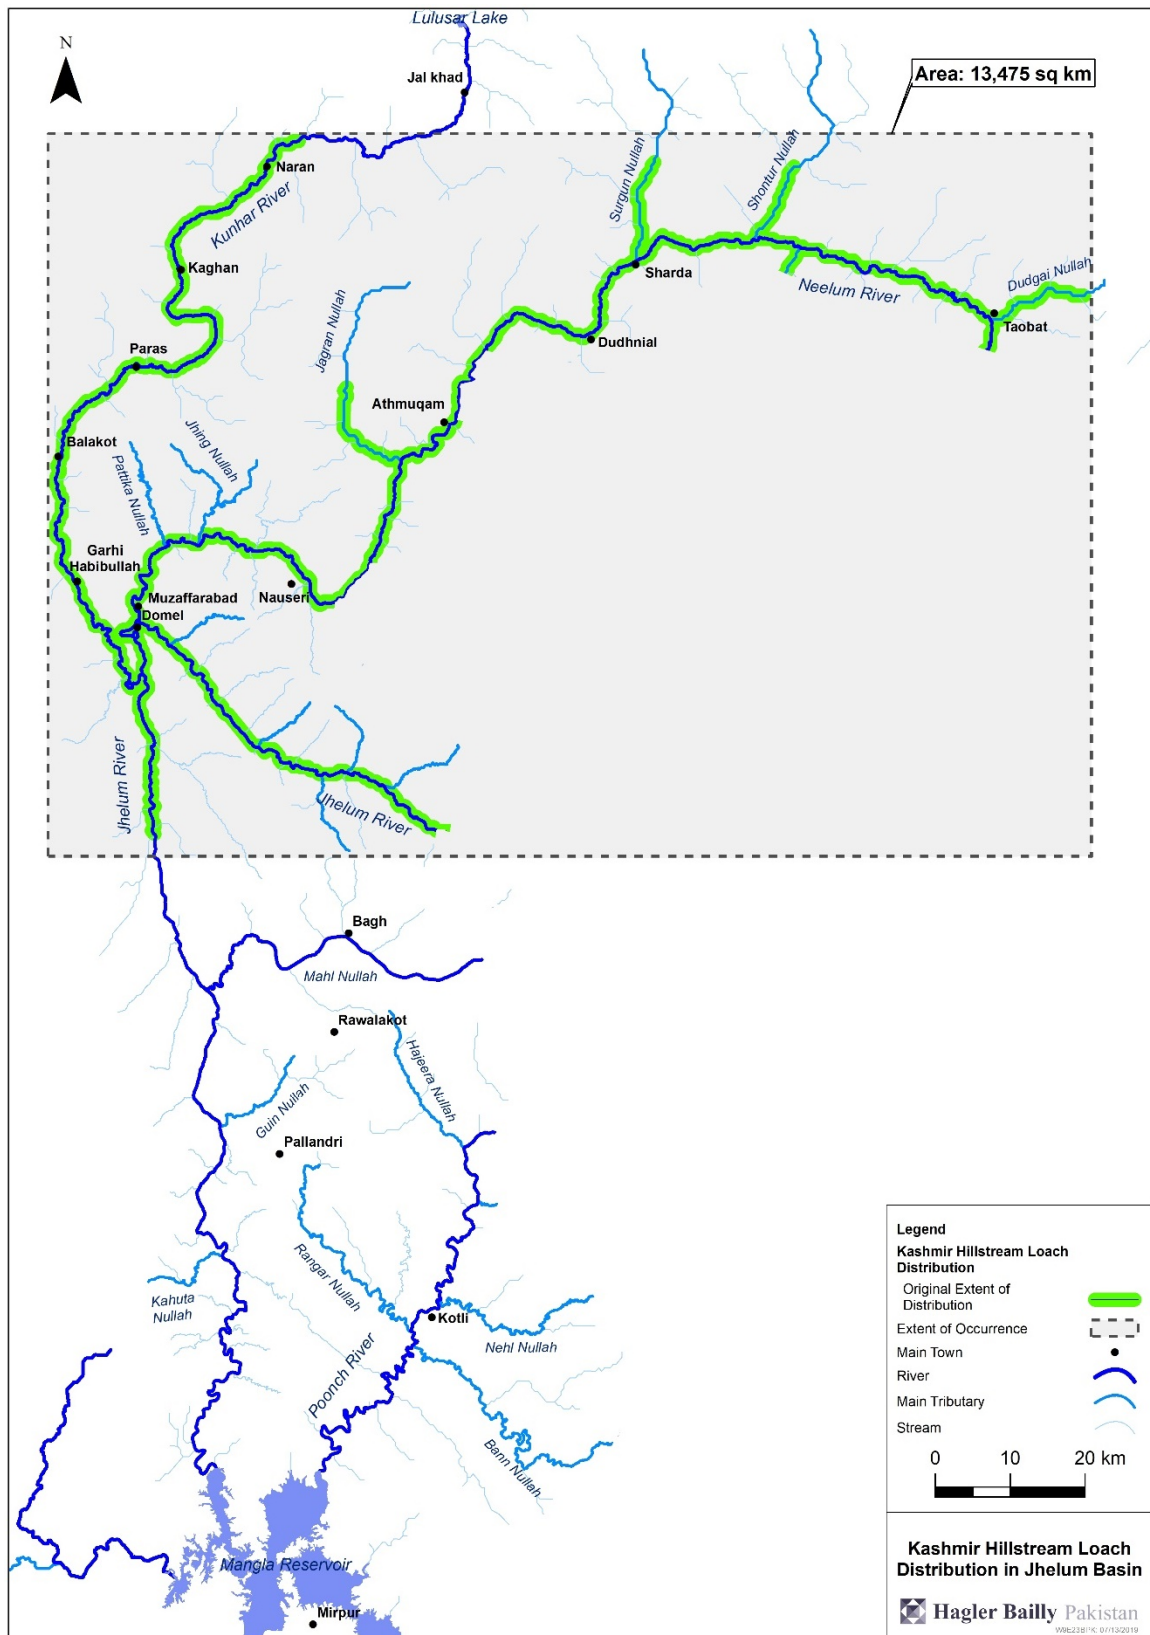 Lulusar Lake
N
Jal khad
Area: 13,475 sq km
Naran
Kunhar River
Surgun Nullah
Shontur Nullah
Kaghan
Sharda
Neelum River
Dudgai Nullah
Taobat
Jagran Nullah
Dudhnial
Paras
Athmuqam
Balakot
Pattika Nullah
Jhing Nullah
Garhi
Habibullah
Muzaffarabad
Domel
Nauseri
Jhelum River
Jhelum River
Bagh
Mahl Nullah
Rawalakot
Hajeera Nullah
Guin Nullah
Pallandri
Rangar Nullah
Kahuta
Nullah
Kotli
Nehl Nullah
Poonch River
Bann Nullah
Mangla Reservoir
Mirpur
Legend
Kashmir Hillstream Loach
Distribution
Original Extent of
Distribution
Extent of Occurrence
Main Town
River
Main Tributary
Stream
0 10 20 km
Kashmir Hillstream Loach
Distribution in Jhelum Basin
Hagler Bailly Pakistan
W9E23BPK: 07/13/2019